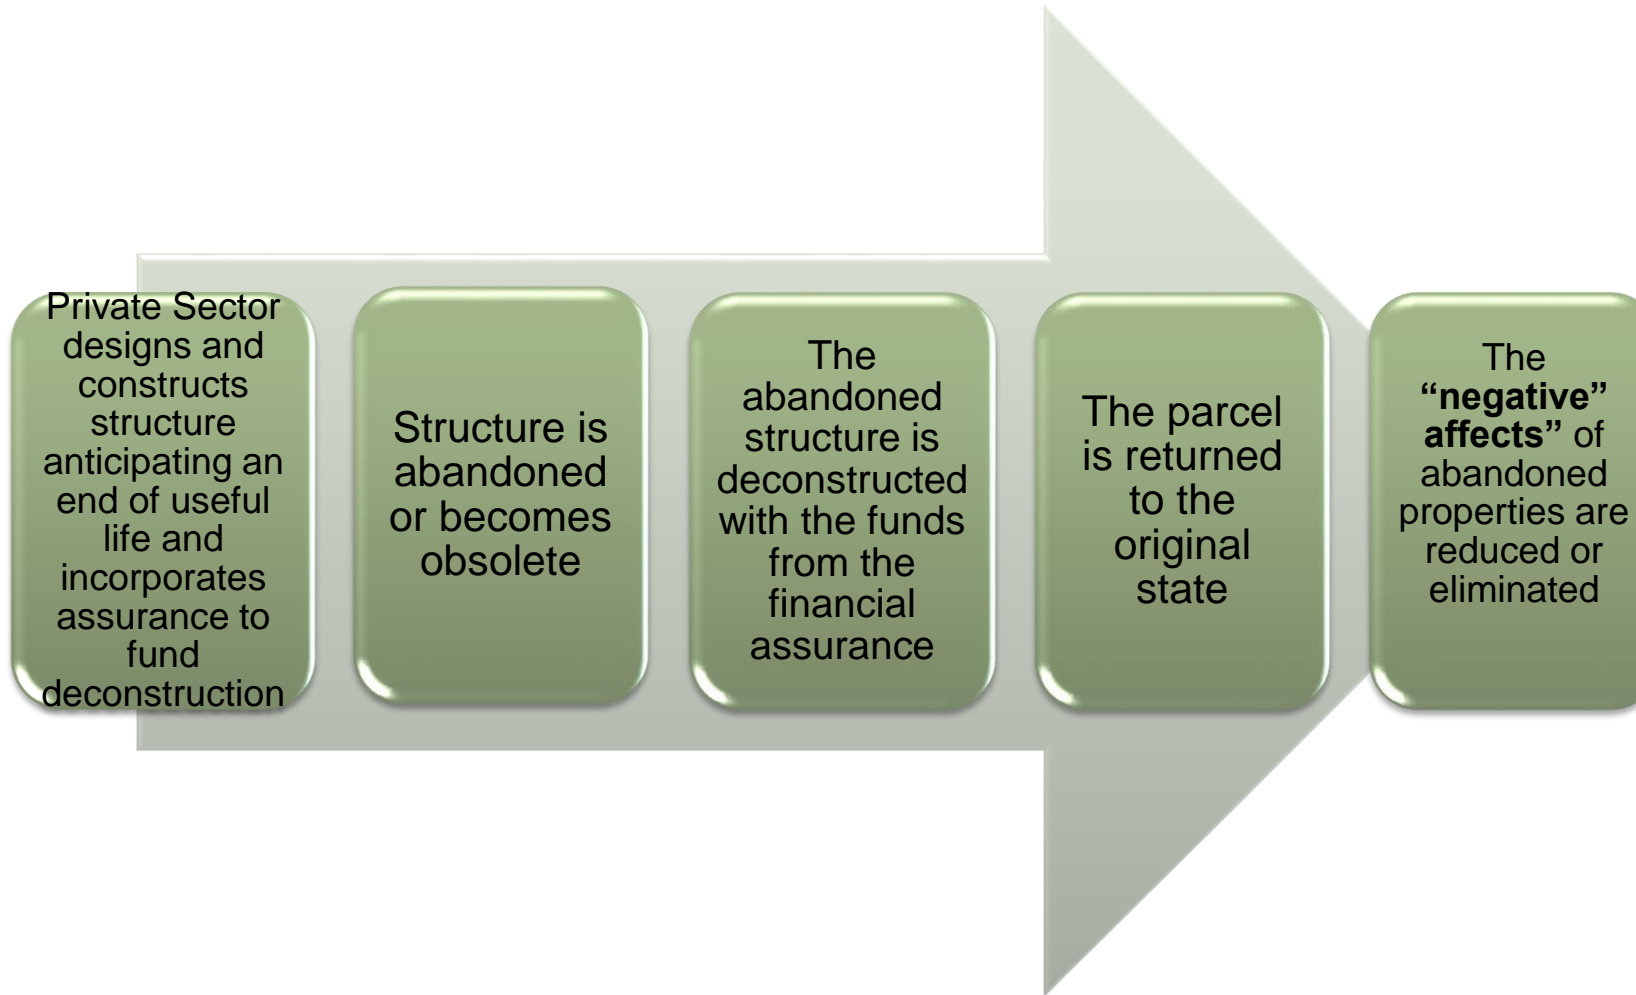 Private Sector
designs and
constructs
structure
anticipating an
end of useful
life and
incorporates
assurance to
fund
deconstruction
Structure is
abandoned
or becomes
obsolete
The
abandoned
structure is
deconstructed
with the funds
from the
financial
assurance
The parcel
is returned
to the
original
state
The
“negative”
affects” of
abandoned
properties are
reduced or
eliminated